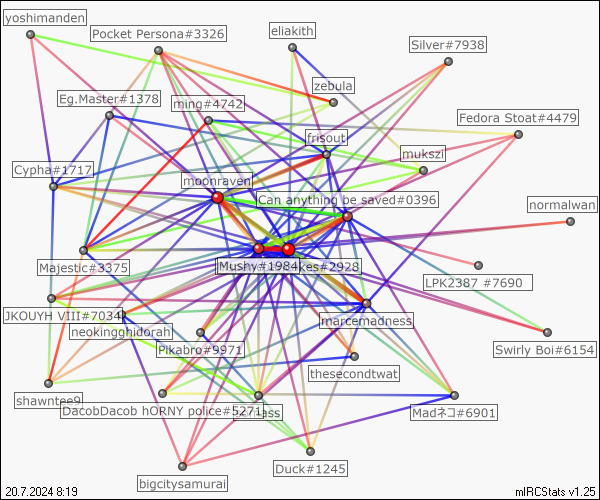 yoshimanden
Pocket Persona#3326
eliakith
Silver#7938
zebula
Eg.Master#1378
ming#4742
Fedora Stoat#4479
frisout
mukszi
Cypha#1717
moonraven
Can anything be saved#0396
normalwan
Majestic#3375
Mushy#1984
kes#2928
LPK2387 #7690
JKOUYH VIII#7034
neokingghidorah
marcemadness
Pikabro#9971
Swirly Boi#6154
thesecondtwat
shawntee9
DacobDacob hORNY police#5271
ass
Madネコ#6901
Duck#1245
bigcitysamurai
20.7.2024 8:19
mIRCStats v1.25